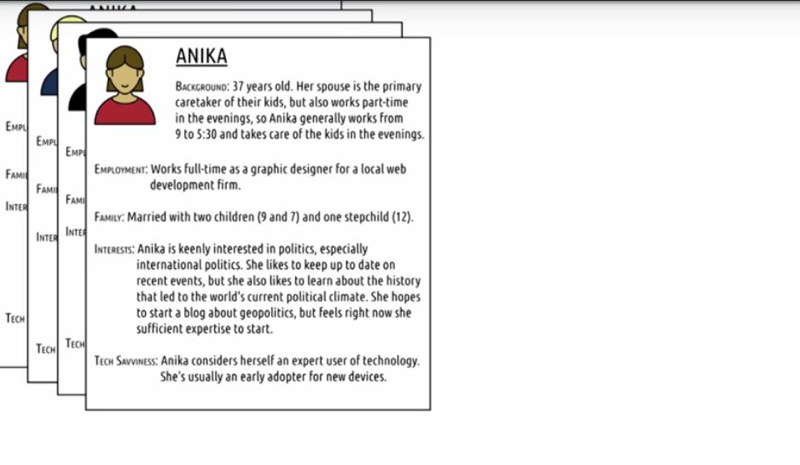 ANIKA
ANIKA
BACKGROUND: 37 years old. Her spouse is the primary
caretaker of their kids, but also works part-time
in the evenings, so Anika generally works from
9 to 5:30 and takes care of the kids in the evenings.
EMPLOYMENT: Works full-time as a graphic designer for a local web
development firm.
FAMILY: Married with two children (9 and 7) and one stepchild (12).
INTERESTS: Anika is keenly interested in politics, especially
international politics. She likes to keep up to date on
recent events, but she also likes to learn about the history
that led to the world's current political climate. She hopes
to start a blog about geopolitics, but feels right now she
sufficient expertise to start.
TECH SAVVINESS: Anika considers herself an expert user of technology.
She's usually an early adopter for new devices.
EMPL
FAMI
INTER
TECH
EMPL
FAMI
INTER
TECH
EMPL
FAMI
INTER
TECH